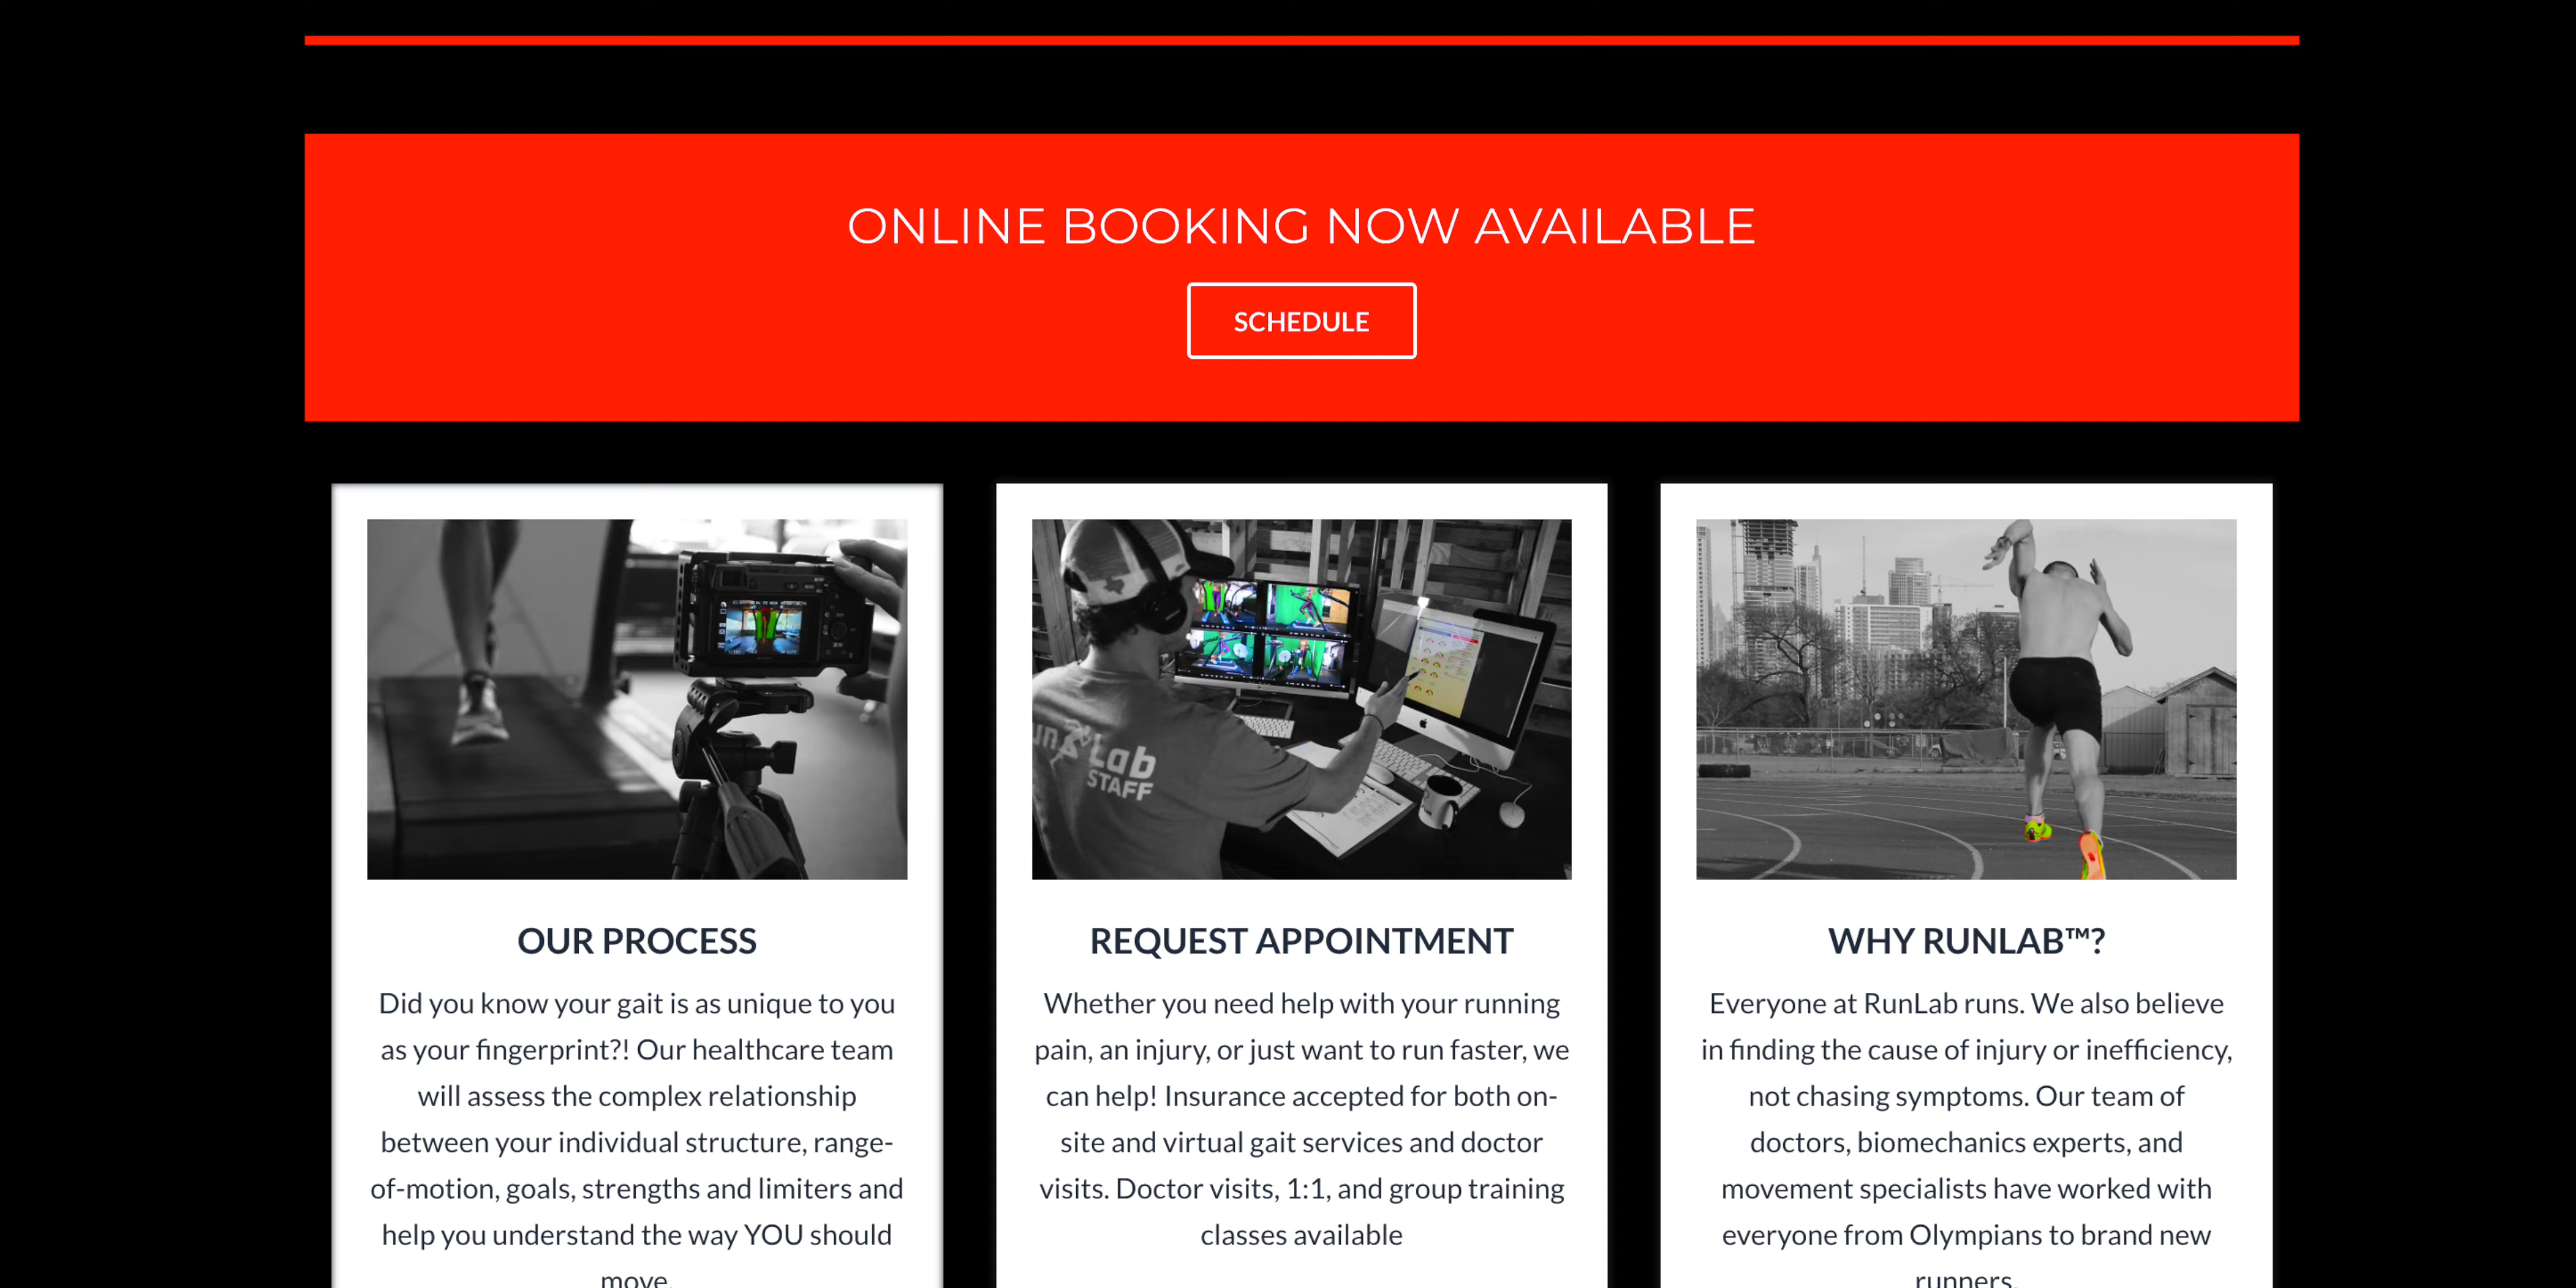 ONLINE BOOKING NOW AVAILABLE
SCHEDULE
un Lab
STAFF
OUR PROCESS
Did you know your gait is as unique to you
as your fingerprint?! Our healthcare team
will assess the complex relationship
between your individual structure, range-
of-motion, goals, strengths and limiters and
help you understand the way YOU should
move.
REQUEST APPOINTMENT
Whether you need help with your running
pain, an injury, or just want to run faster, we
can help! Insurance accepted for both on-
site and virtual gait services and doctor
visits. Doctor visits, 1:1, and group training
classes available
WHY RUNLAB™?
Everyone at RunLab runs. We also believe
in finding the cause of injury or inefficiency,
not chasing symptoms. Our team of
doctors, biomechanics experts, and
movement specialists have worked with
everyone from Olympians to brand new
runners.